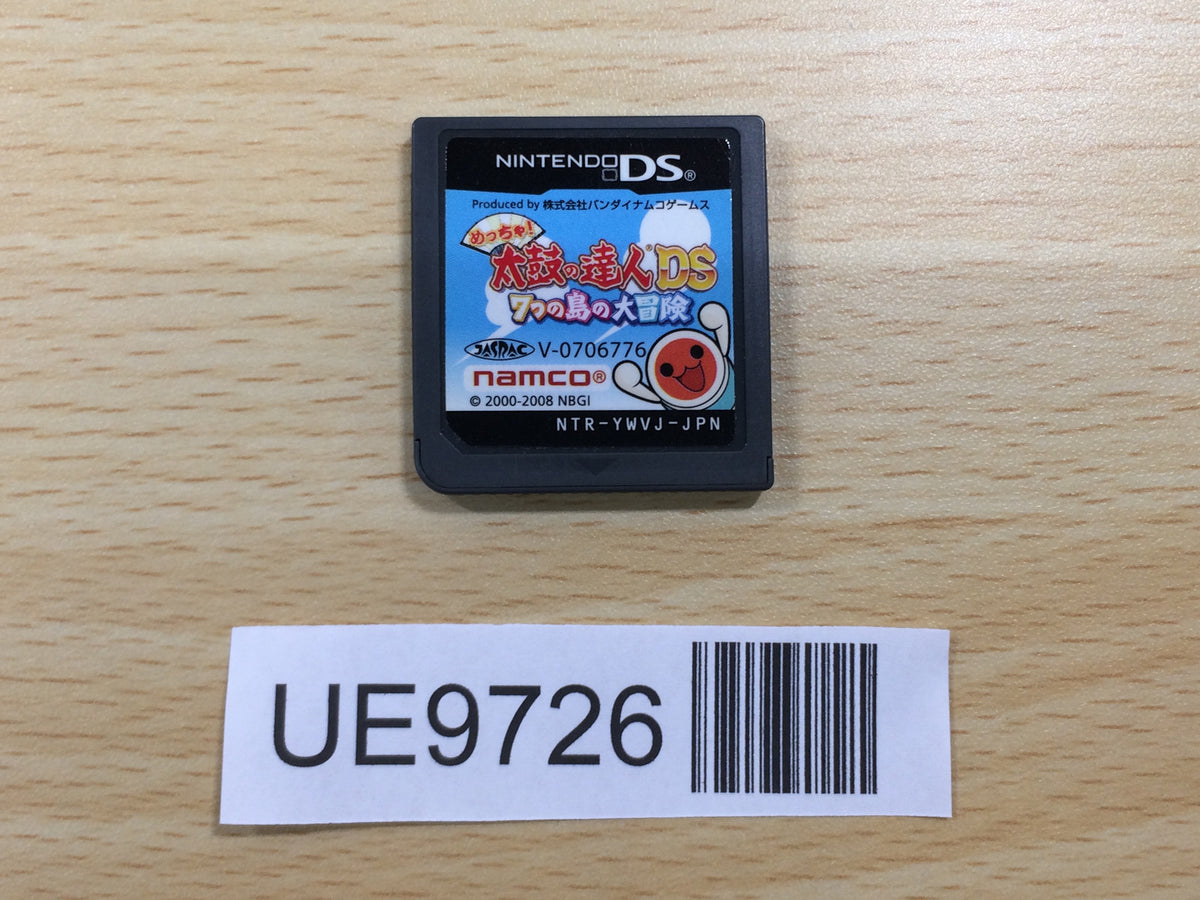 NINTENDO DS®
Produced by 株式会社バンダイナムコゲームス
めっちゃ!
太鼓の達人®DS
7つの島の大冒険
JASRAC V-0706776
namco®
© 2000-2008 NBGI
NTR-YWVJ-JPN
UE9726